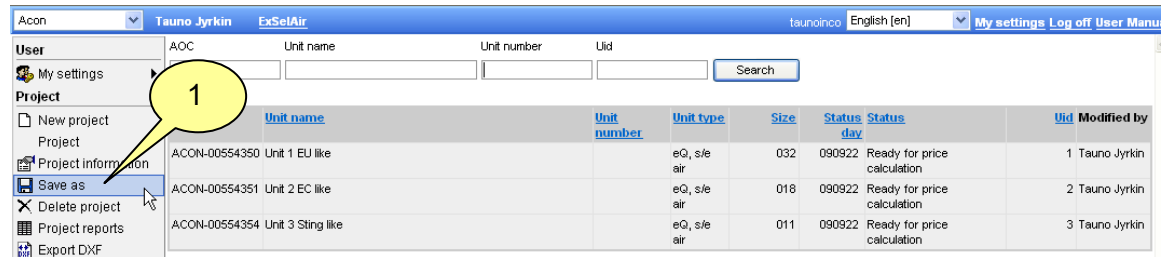 Acon Tauno Jyrkin ExSelAir taunoinco English [en] My settings Log off User Manu
User AOC Unit name Unit number Uid
My settings Search
Project
1
New project Unit name Unit number Unit type Size Status day Status Uid Modified by
Project
Project information
ACON-00554350 Unit 1 EU like eQ, s/e air 032 090922 Ready for price calculation 1 Tauno Jyrkin
Save as
ACON-00554351 Unit 2 EC like eQ, s/e air 018 090922 Ready for price calculation 2 Tauno Jyrkin
Delete project
Project reports
ACON-00554354 Unit 3 Sting like eQ, s/e air 011 090922 Ready for price calculation 3 Tauno Jyrkin
Export DXF